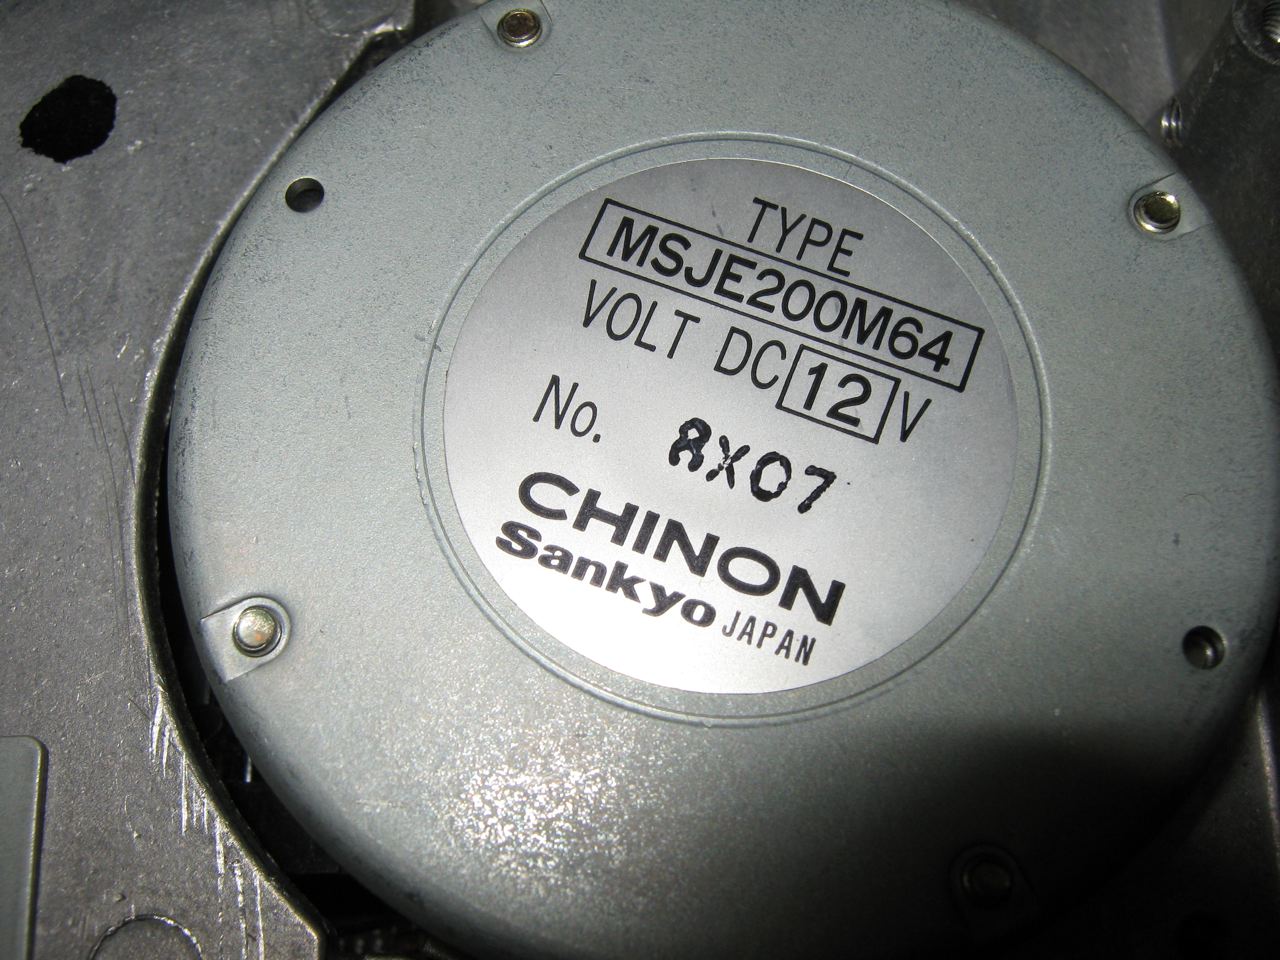 TYPE
MSJE200M64
VOLT DC 12 V
No. 8X07
CHINON
Sankyo JAPAN